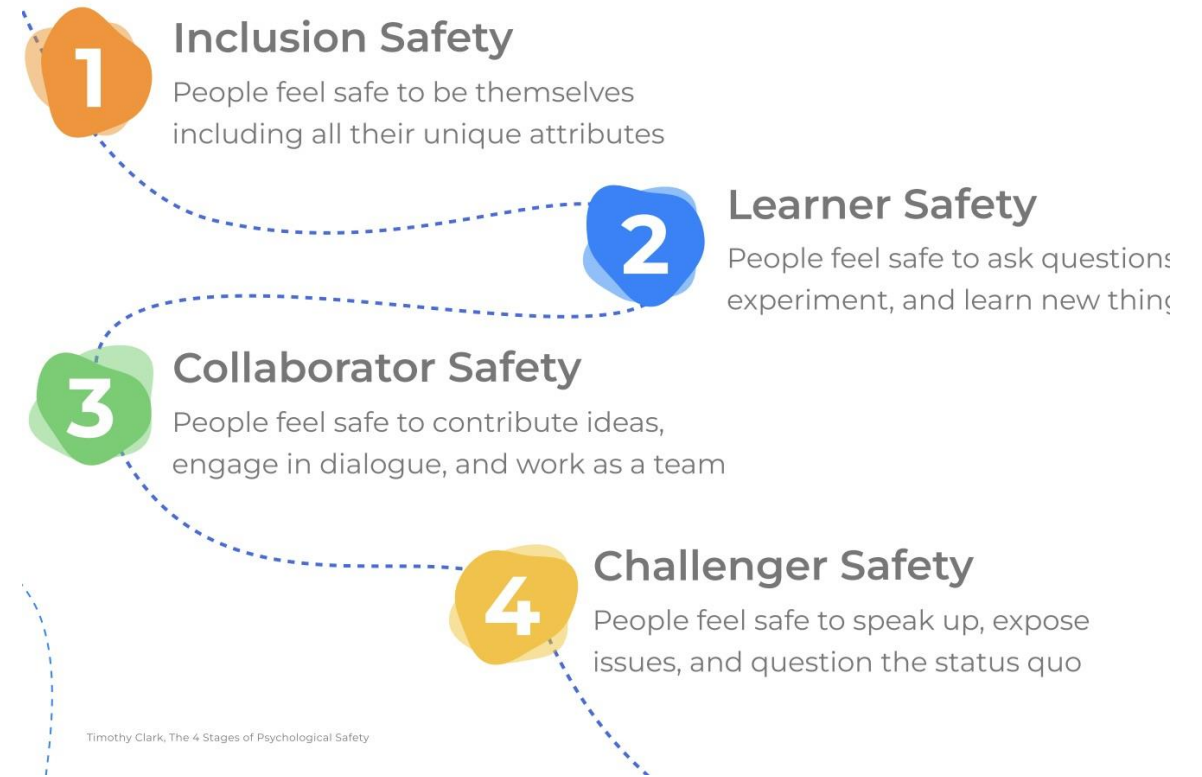 1
Inclusion Safety
People feel safe to be themselves
including all their unique attributes
2
Learner Safety
People feel safe to ask questions
experiment, and learn new thing
3
Collaborator Safety
People feel safe to contribute ideas,
engage in dialogue, and work as a team
4
Challenger Safety
People feel safe to speak up, expose
issues, and question the status quo
Timothy Clark, The 4 Stages of Psychological Safety